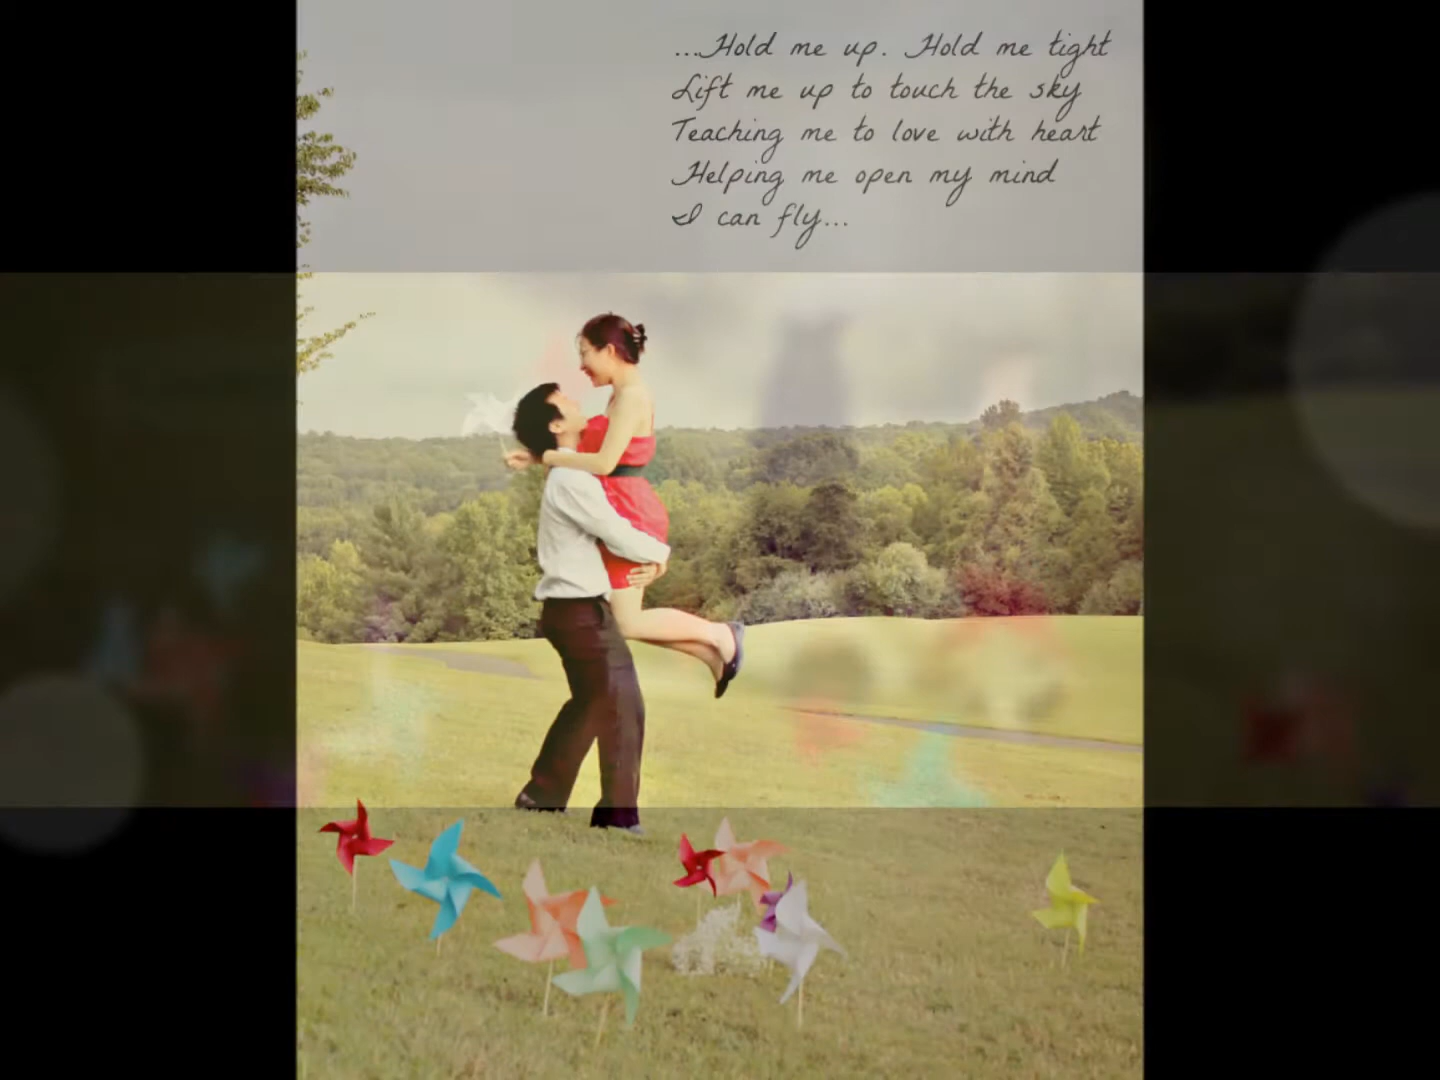 ...Hold me up. Hold me tight
Lift me up to touch the sky
Teaching me to love with heart
Helping me open my mind
I can fly...